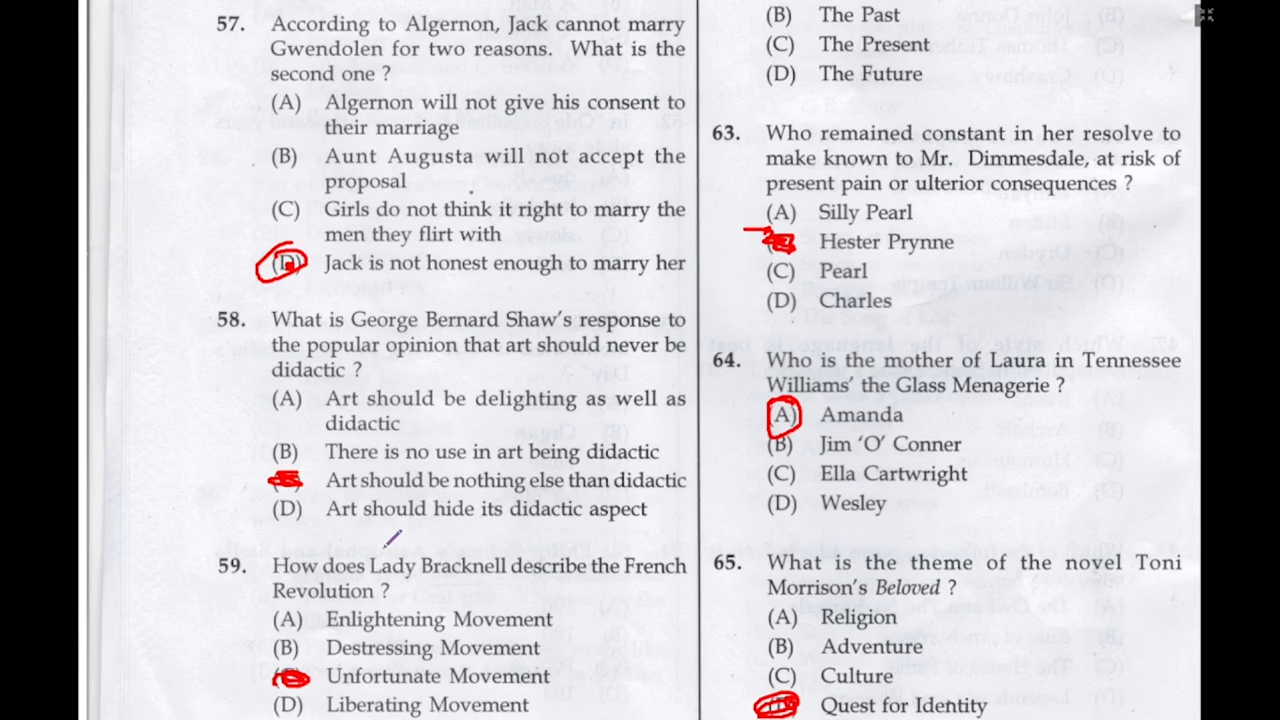 57. According to Algernon, Jack cannot marry
Gwendolen for two reasons. What is the
second one ?
(A) Algernon will not give his consent to
their marriage
(B) Aunt Augusta will not accept the
proposal
(C) Girls do not think it right to marry the
men they flirt with
(D) Jack is not honest enough to marry her
58. What is George Bernard Shaw's response to
the popular opinion that art should never be
didactic ?
(A) Art should be delighting as well as
didactic
(B) There is no use in art being didactic
Art should be nothing else than didactic
(D) Art should hide its didactic aspect
59. How does Lady Bracknell describe the French
Revolution ?
(A) Enlightening Movement
(B) Destressing Movement
Unfortunate Movement
(D) Liberating Movement
(B) The Past
(C) The Present
(D) The Future
63. Who remained constant in her resolve to
make known to Mr. Dimmesdale, at risk of
present pain or ulterior consequences ?
(A) Silly Pearl
Hester Prynne
(C) Pearl
(D) Charles
64. Who is the mother of Laura in Tennessee
Williams' the Glass Menagerie ?
(A) Amanda
(B) Jim 'O' Conner
(C) Ella Cartwright
(D) Wesley
65. What is the theme of the novel Toni
Morrison's Beloved ?
(A) Religion
(B) Adventure
(C) Culture
Quest for Identity